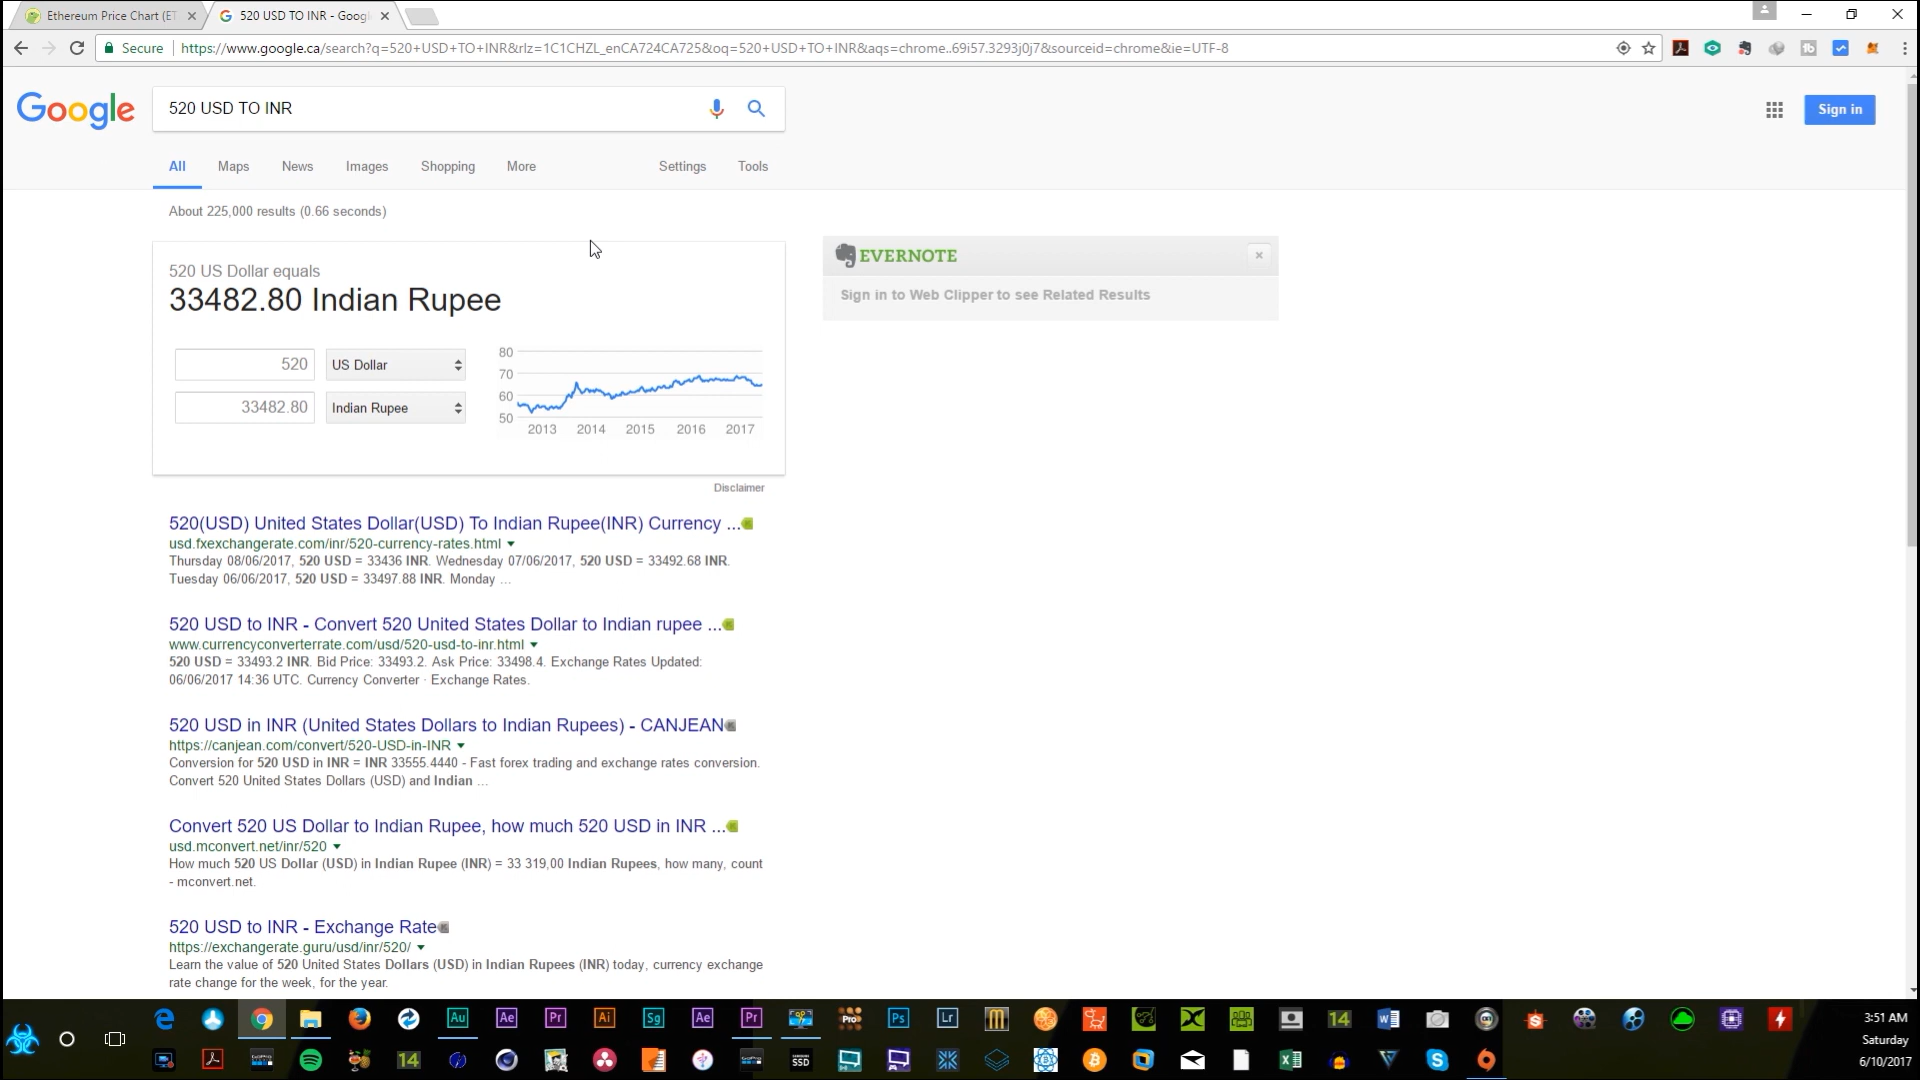 Ethereum Price Chart (ET
520 USD TO INR - Googl
Secure
https://www.google.ca/search?q=520+USD+TO+INR&rlz=1C1CHZL_enCA724CA725&oq=520+USD+TO+INR&aqs=chrome..69i57.3293j0j7&sourceid=chrome&ie=UTF-8
Google
520 USD TO INR
Sign in
All Maps News Images Shopping More Settings Tools
About 225,000 results (0.66 seconds)
520 US Dollar equals
33482.80 Indian Rupee
520 US Dollar
33482.80 Indian Rupee
80
70
60
50
2013 2014 2015 2016 2017
Disclaimer
EVERNOTE
Sign in to Web Clipper to see Related Results
520(USD) United States Dollar(USD) To Indian Rupee(INR) Currency ...
usd.fxexchangerate.com/inr/520-currency-rates.html
Thursday 08/06/2017, 520 USD = 33436 INR. Wednesday 07/06/2017, 520 USD = 33492.68 INR.
Tuesday 06/06/2017, 520 USD = 33497.88 INR. Monday ...
520 USD to INR - Convert 520 United States Dollar to Indian rupee ...
www.currencyconverterrate.com/usd/520-usd-to-inr.html
520 USD = 33493.2 INR. Bid Price: 33493.2. Ask Price: 33498.4. Exchange Rates Updated:
06/06/2017 14:36 UTC. Currency Converter · Exchange Rates.
520 USD in INR (United States Dollars to Indian Rupees) - CANJEAN
https://canjean.com/convert/520-USD-in-INR
Conversion for 520 USD in INR = INR 33555.4440 - Fast forex trading and exchange rates conversion.
Convert 520 United States Dollars (USD) and Indian ...
Convert 520 US Dollar to Indian Rupee, how much 520 USD in INR ...
usd.mconvert.net/inr/520
How much 520 US Dollar (USD) in Indian Rupee (INR) = 33 319,00 Indian Rupees, how many, count
- mconvert.net.
520 USD to INR - Exchange Rate
https://exchangerate.guru/usd/inr/520/
Learn the value of 520 United States Dollars (USD) in Indian Rupees (INR) today, currency exchange
rate change for the week, for the year.
Au Ae Pr Ai Sg Ae Pr Pro Ps Lr 14
14 SSD
3:51 AM
Saturday
6/10/2017